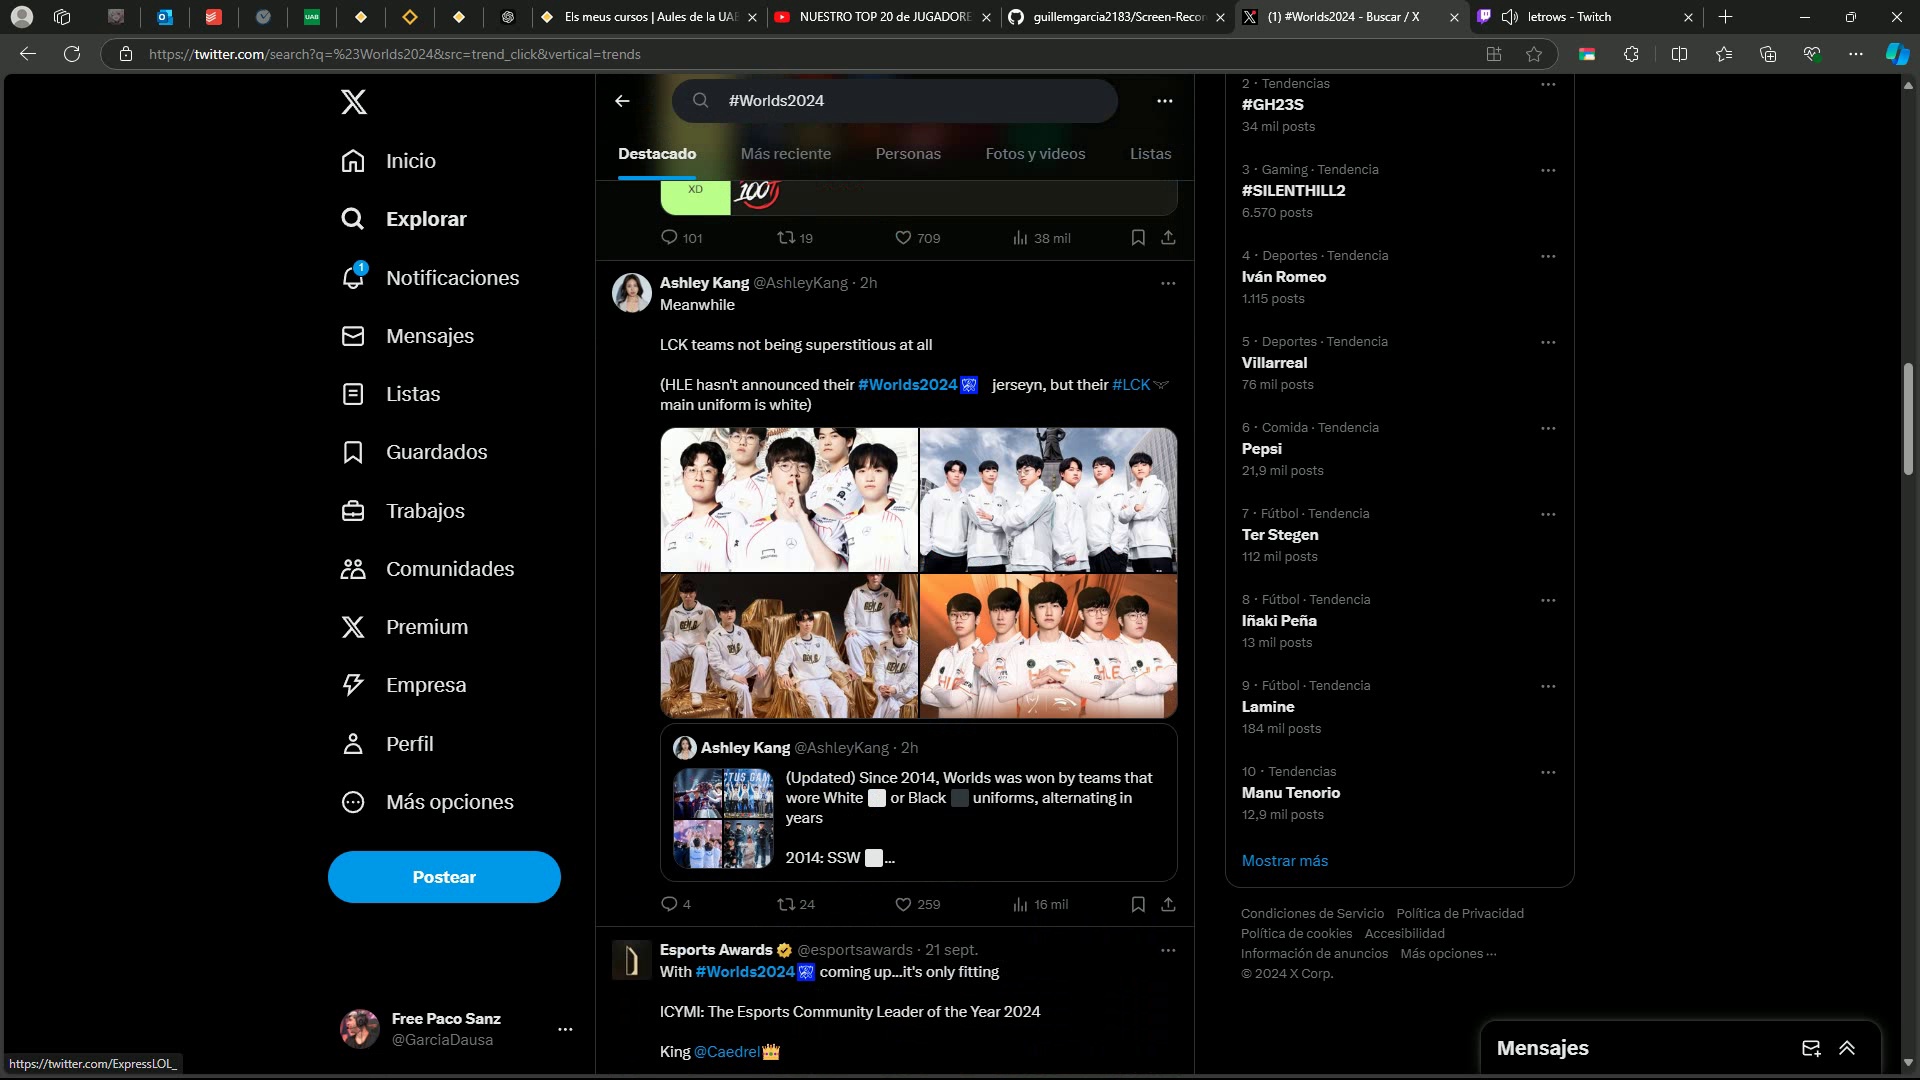 Els meus cursos | Aules de la UAB
NUESTRO TOP 20 de JUGADORE
guillemgarcia2183/Screen-Recor
(1) #Worlds2024 - Buscar / X
letrows - Twitch
https://twitter.com/search?q=%23Worlds2024&src=trend_click&vertical=trends
Inicio
Explorar
1
Notificaciones
Mensajes
Listas
Guardados
Trabajos
Comunidades
Premium
Empresa
Perfil
Más opciones
Postear
Free Paco Sanz
@GarciaDausa
https://twitter.com/ExpressLOL_
#Worlds2024
Destacado
Más reciente
Personas
Fotos y videos
Listas
XD
100T
101
19
709
38 mil
Ashley Kang @AshleyKang · 2h
Meanwhile
LCK teams not being superstitious at all
(HLE hasn't announced their #Worlds2024 jerseyn, but their #LCK
main uniform is white)
Ashley Kang @AshleyKang · 2h
(Updated) Since 2014, Worlds was won by teams that
wore White ⬜ or Black ⬛ uniforms, alternating in
years
2014: SSW ⬜...
4
24
259
16 mil
Esports Awards @esportsawards · 21 sept.
With #Worlds2024 coming up...it's only fitting
ICYMI: The Esports Community Leader of the Year 2024
King @Caedrel👑
2 · Tendencias
#GH23S
34 mil posts
3 · Gaming · Tendencia
#SILENTHILL2
6.570 posts
4 · Deportes · Tendencia
Iván Romeo
1.115 posts
5 · Deportes · Tendencia
Villarreal
76 mil posts
6 · Comida · Tendencia
Pepsi
21,9 mil posts
7 · Fútbol · Tendencia
Ter Stegen
112 mil posts
8 · Fútbol · Tendencia
Iñaki Peña
13 mil posts
9 · Fútbol · Tendencia
Lamine
184 mil posts
10 · Tendencias
Manu Tenorio
12,9 mil posts
Mostrar más
Condiciones de Servicio Política de Privacidad
Política de cookies Accesibilidad
Información de anuncios Más opciones ···
© 2024 X Corp.
Mensajes